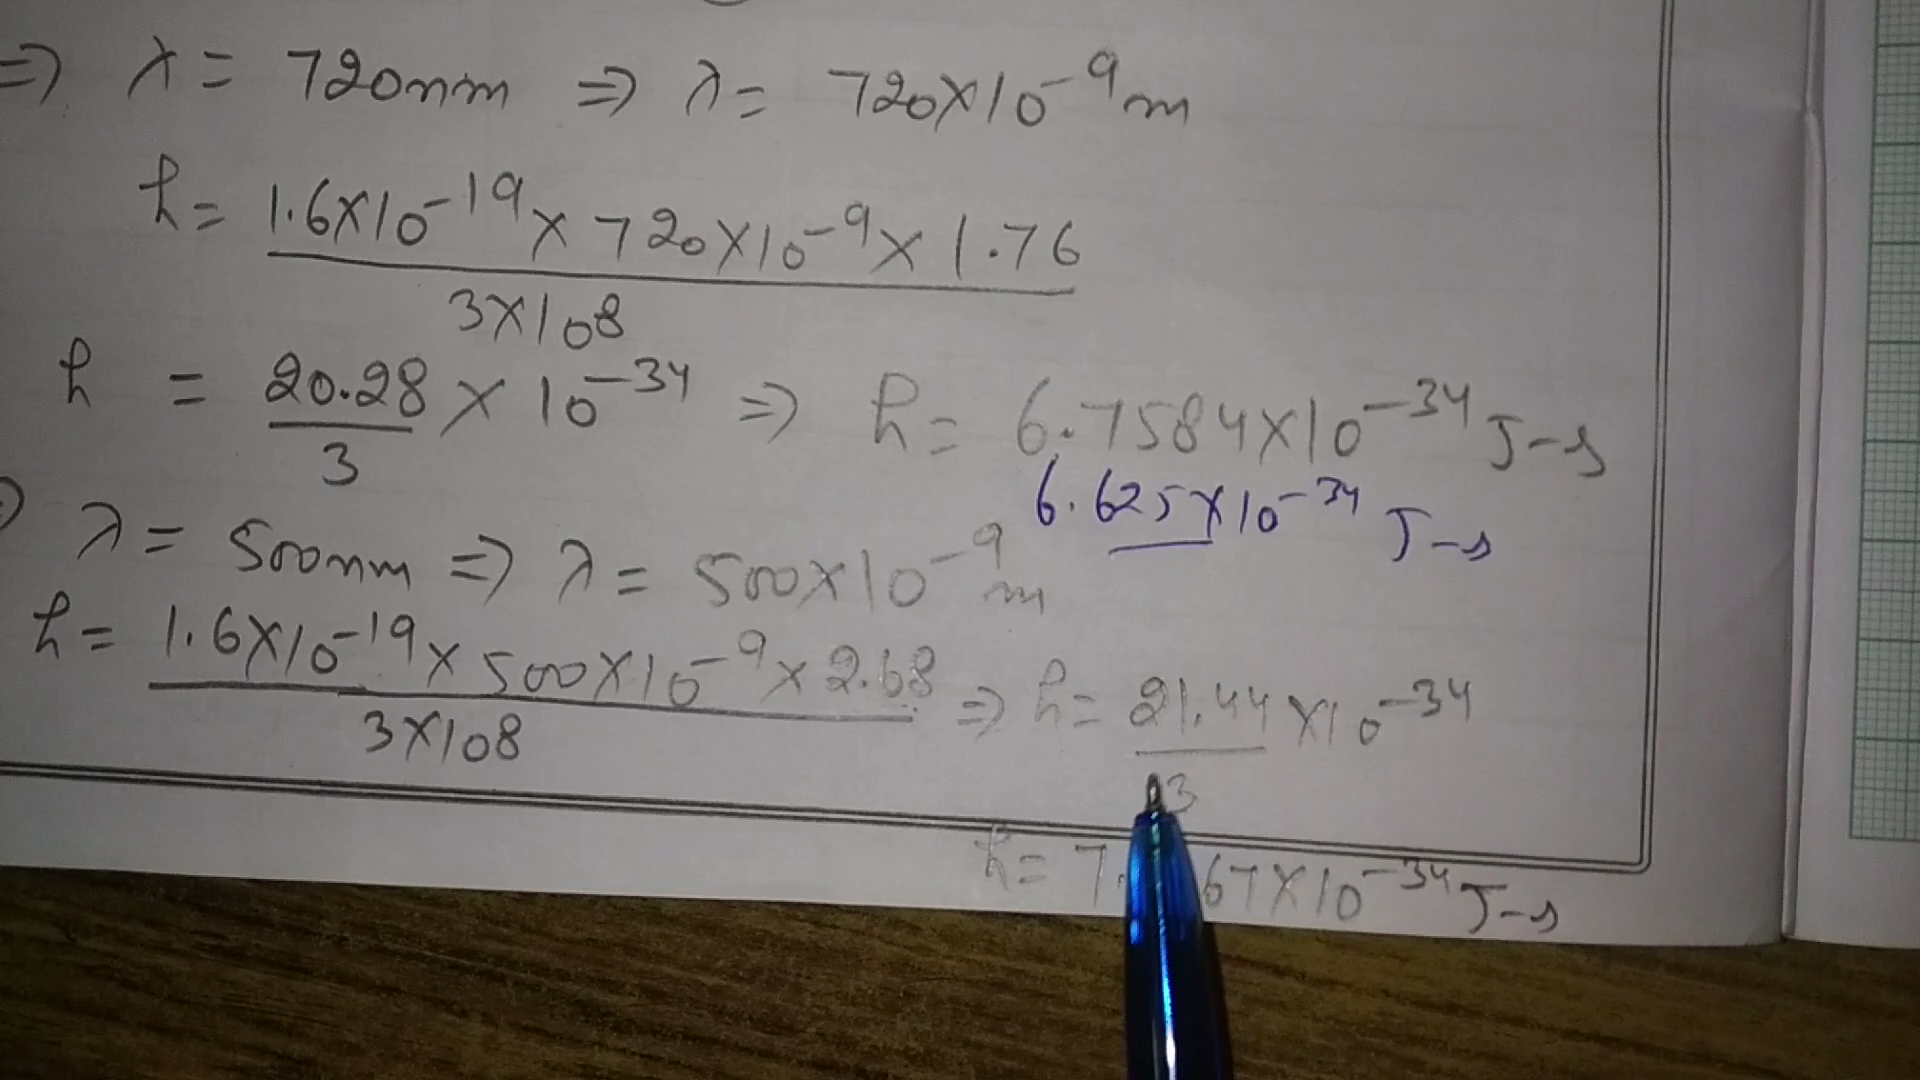 ⇒ λ = 720nm ⇒ λ = 720×10⁻⁹m
h = 1.6×10⁻¹⁹ × 720×10⁻⁹ × 1.76
3×10⁸
h = 20.28 × 10⁻³⁴ ⇒ h = 6.7584×10⁻³⁴ J-s
3
6.625×10⁻³⁴ J-s
λ = 500nm ⇒ λ = 500×10⁻⁹m
h = 1.6×10⁻¹⁹ × 500×10⁻⁹ × 2.68 ⇒ h = 21.44 ×10⁻³⁴
3×108
3
h = 7. 67×10⁻³⁴ J-s